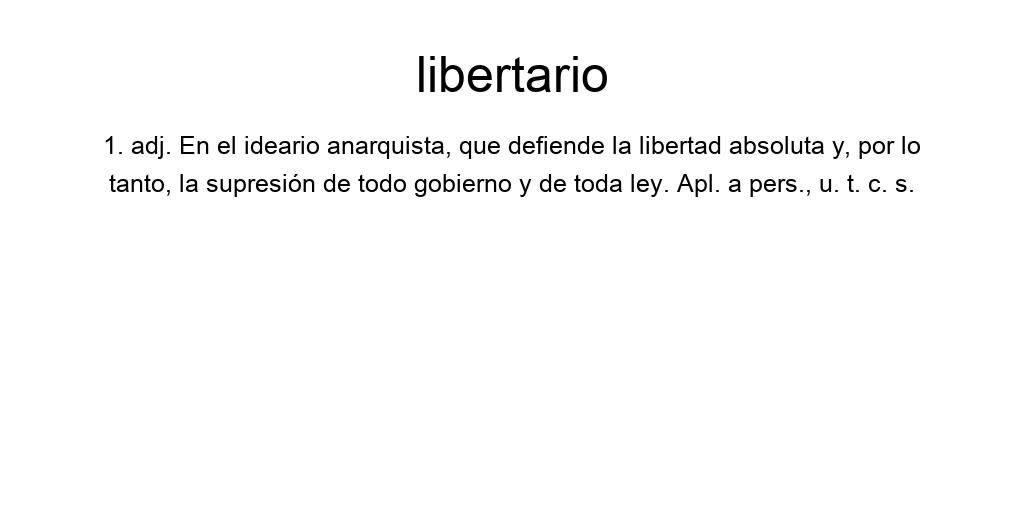 libertario
1. adj. En el ideario anarquista, que defiende la libertad absoluta y, por lo
tanto, la supresión de todo gobierno y de toda ley. Apl. a pers., u. t. c. s.